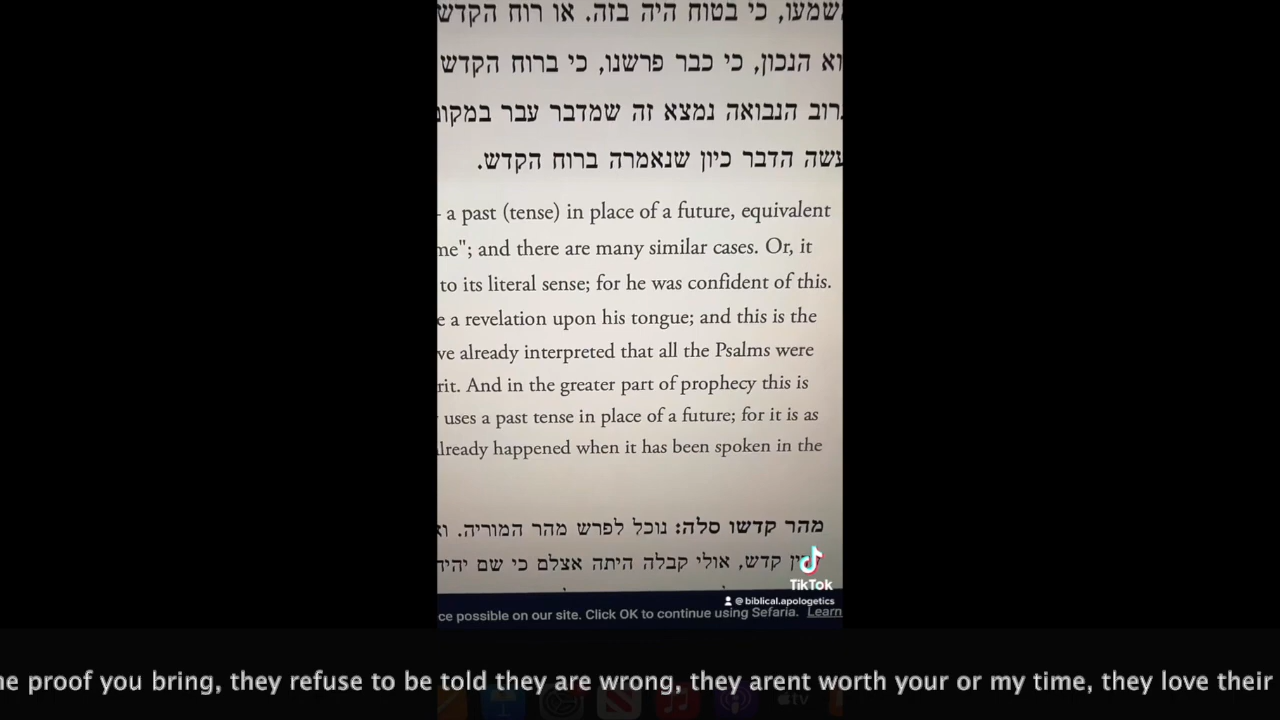 שמעו, כי בטוח היה בזה. או רוח הקדש
וא הנכון, כי כבר פרשנו, כי ברוח הקדש
רוב הנבואה נמצא זה שמדבר עבר במקום
עשה הדבר כיון שנאמרה ברוח הקדש.
- a past (tense) in place of a future, equivalent
me"; and there are many similar cases. Or, it
to its literal sense; for he was confident of this.
e a revelation upon his tongue; and this is the
ve already interpreted that all the Psalms were
rit. And in the greater part of prophecy this is
uses a past tense in place of a future; for it is as
already happened when it has been spoken in the
מהר קדשו סלה: נוכל לפרש מהר המוריה. וא
קדש, אולי קבלה היתה אצלם כי שם יהיה
TikTok
@biblical.apologetics
ce possible on our site. Click OK to continue using Sefaria. Learn
he proof you bring, they refuse to be told they are wrong, they arent worth your or my time, they love their
tv